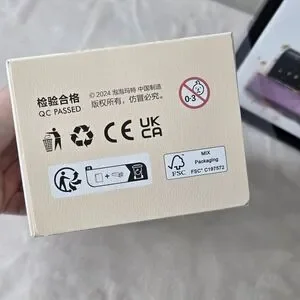 检验合格
QC PASSED
© 2024 泡泡玛特 中国制造
版权所有，仿冒必究。
0-3
CE
UK
CA
FSC
MIX
Packaging
FSC® C197572